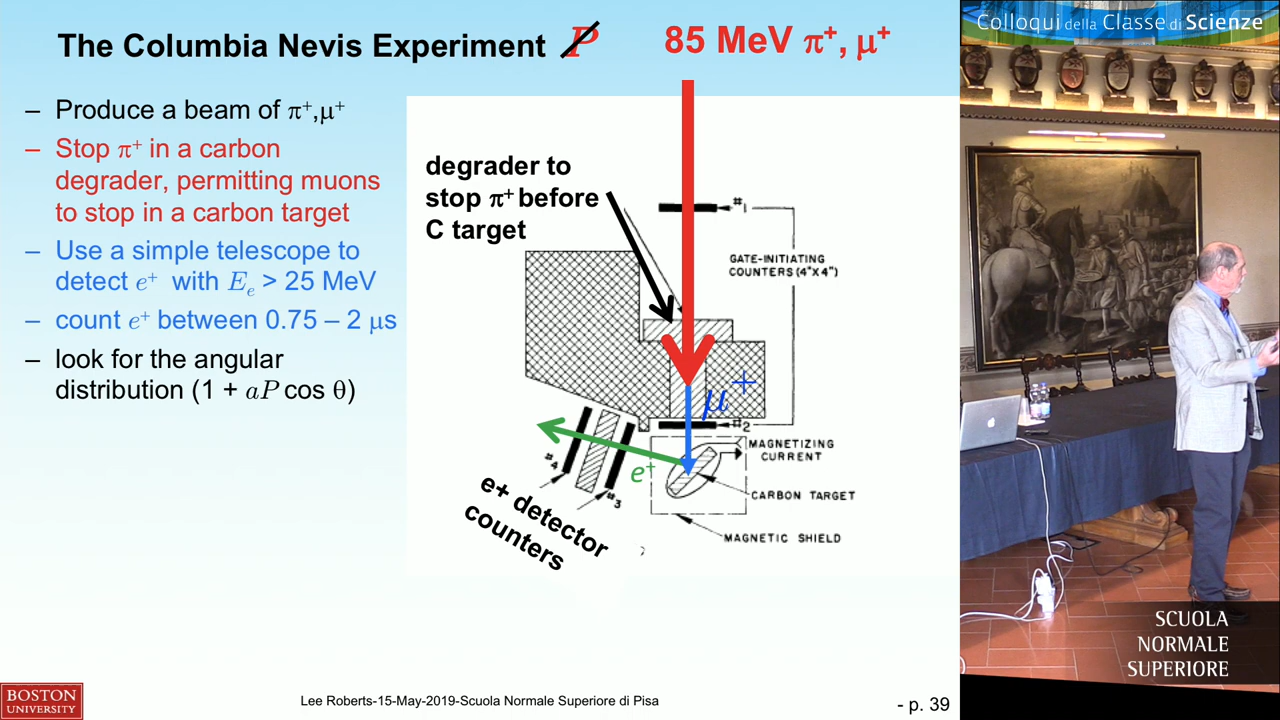 The Columbia Nevis Experiment P
85 MeV π⁺, μ⁺
– Produce a beam of π⁺,μ⁺
– Stop π⁺ in a carbon
degrader, permitting muons
to stop in a carbon target
– Use a simple telescope to
detect e⁺ with Eₑ > 25 MeV
– count e⁺ between 0.75 – 2 μs
– look for the angular
distribution (1 + aP cos θ)
degrader to
stop π⁺ before
C target
#1
GATE-INITIATING
COUNTERS (4"X4")
μ⁺
#2
MAGNETIZING
CURRENT
e⁺
#4
#3
CARBON TARGET
e+ detector
counters
MAGNETIC SHIELD
BOSTON
UNIVERSITY
Lee Roberts-15-May-2019-Scuola Normale Superiore di Pisa
- p. 39
Colloqui della Classe di Scienze
SCUOLA
NORMALE
SUPERIORE